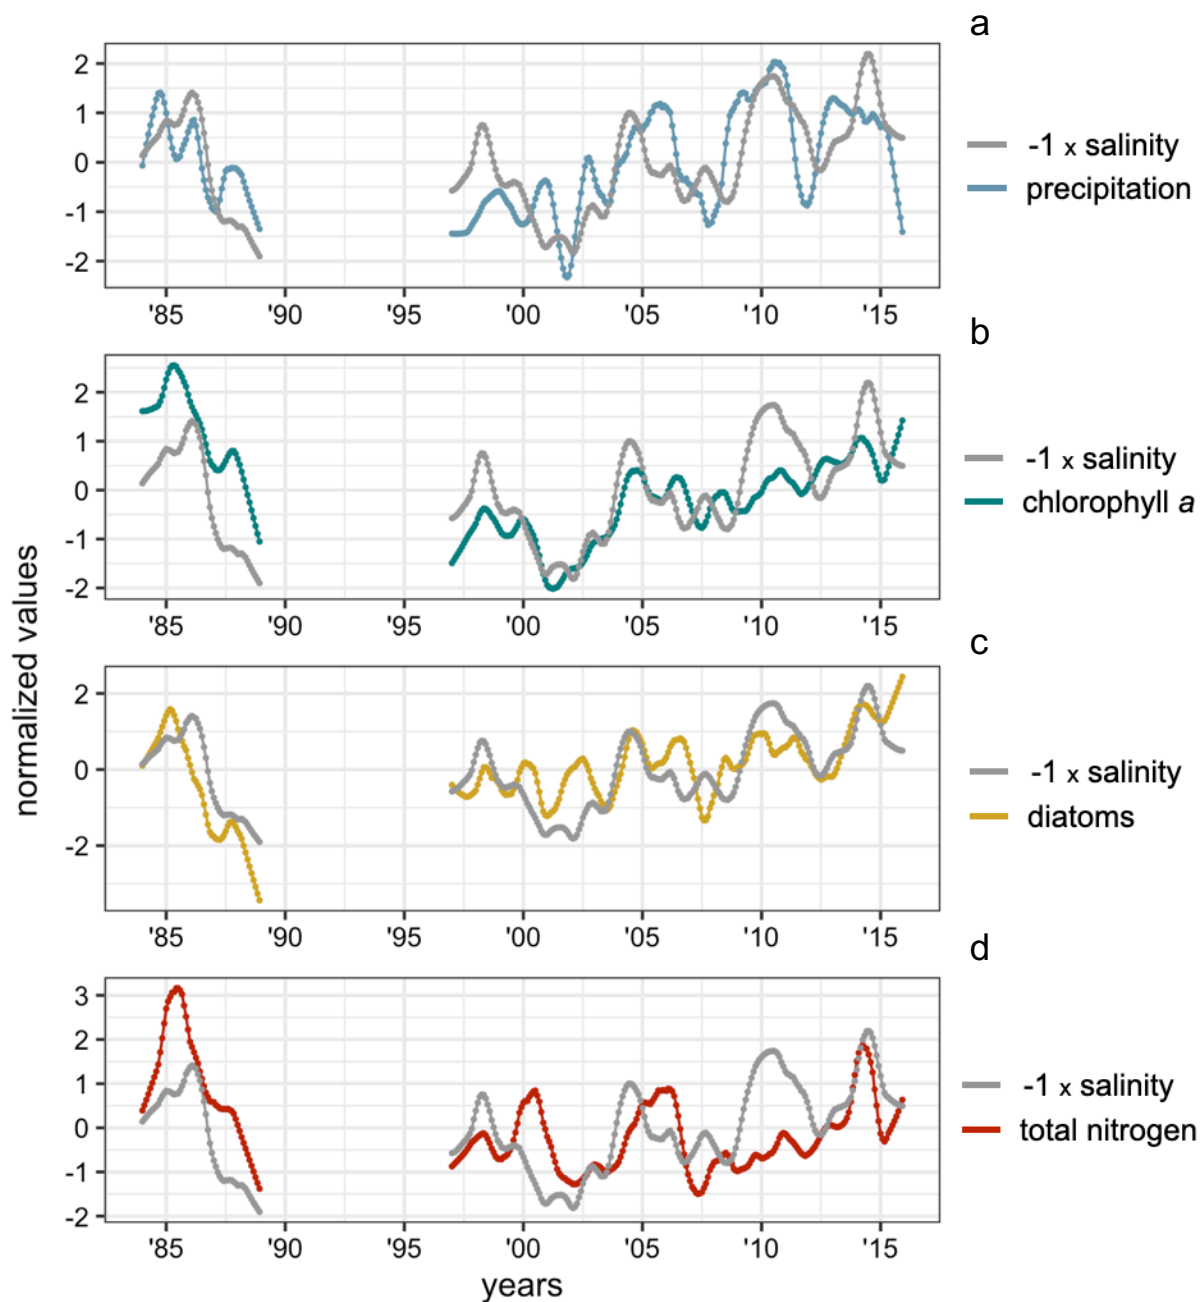 a
2
1
0
-1
-2
-1 x salinity
precipitation
'85 '90 '95 '00 '05 '10 '15
b
2
1
0
-1
-2
-1 x salinity
chlorophyll a
'85 '90 '95 '00 '05 '10 '15
normalized values
c
2
0
-2
-1 x salinity
diatoms
'85 '90 '95 '00 '05 '10 '15
d
3
2
1
0
-1
-2
-1 x salinity
total nitrogen
'85 '90 '95 '00 '05 '10 '15
years